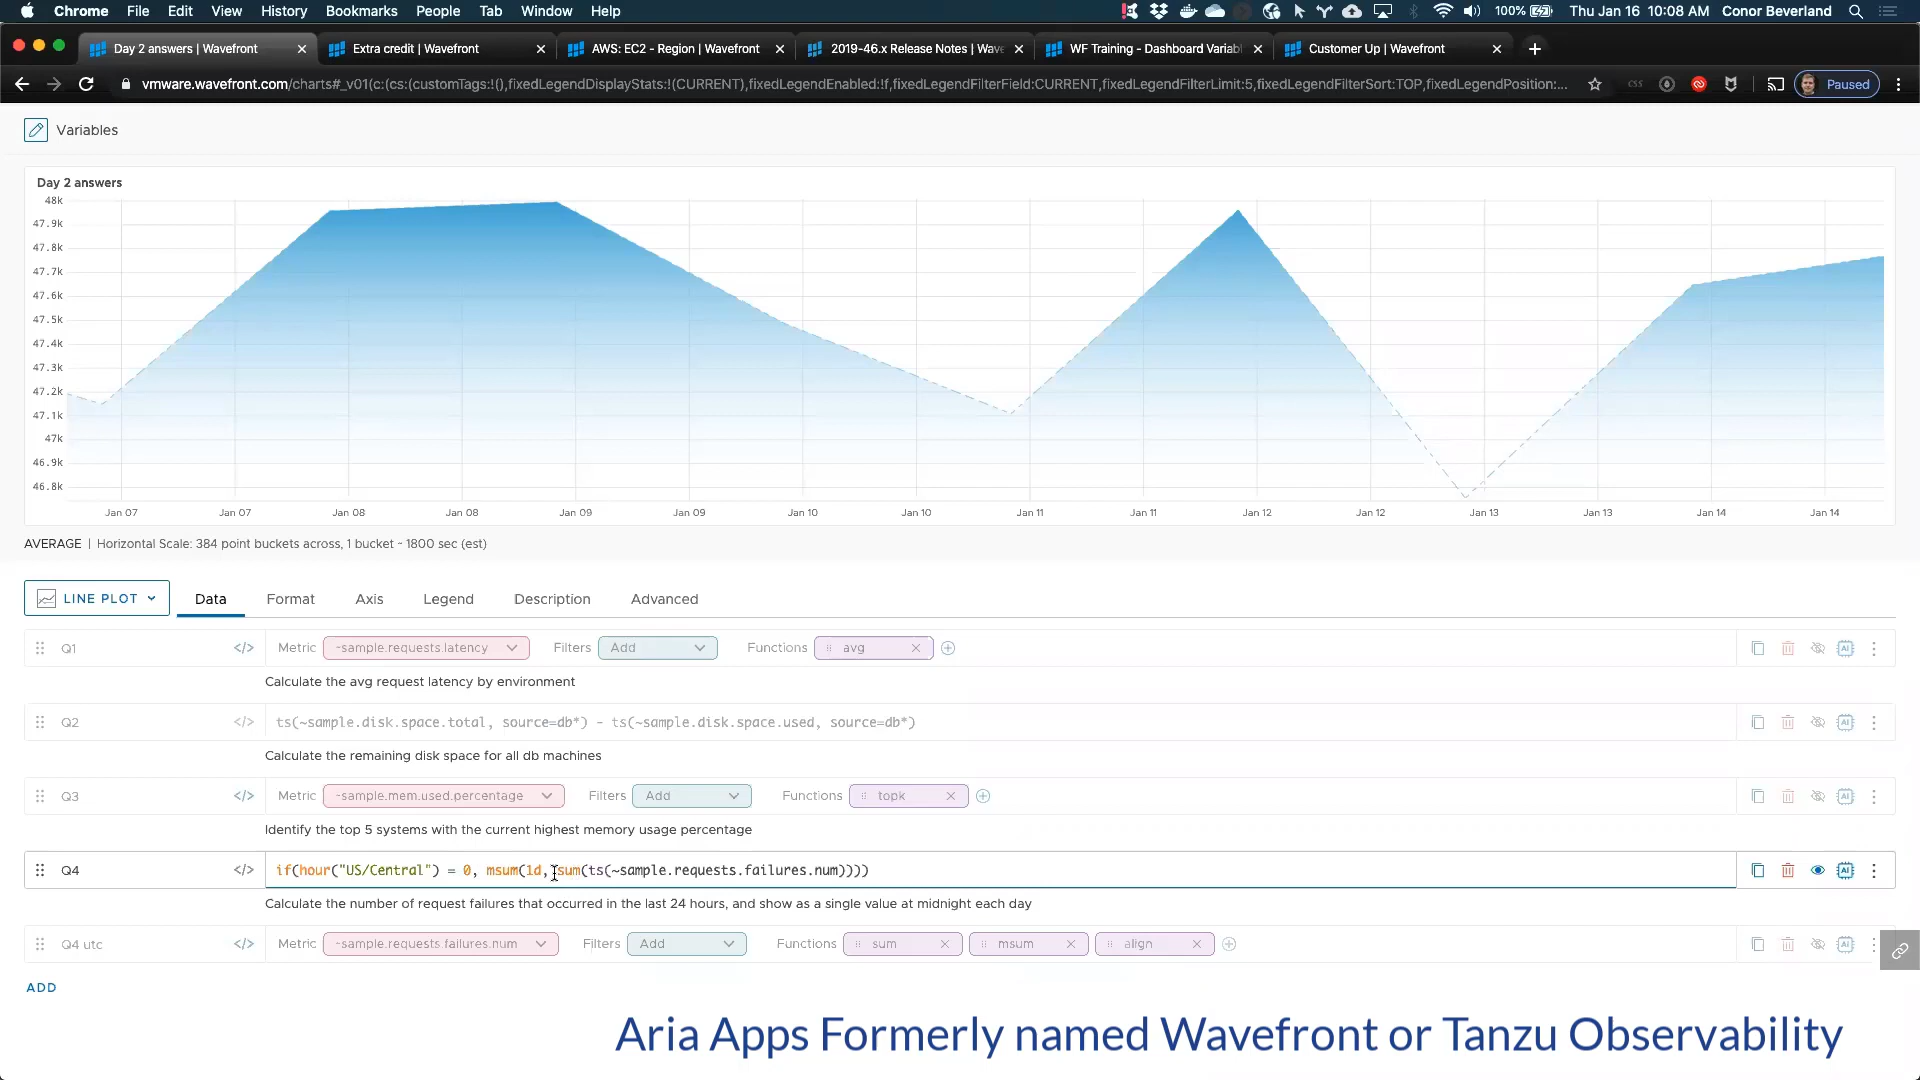 Chrome File Edit View History Bookmarks People Tab Window Help 100% Thu Jan 16 10:08 AM Conor Beverland
Day 2 answers | Wavefront Extra credit | Wavefront AWS: EC2 - Region | Wavefront 2019-46.x Release Notes | Wav WF Training - Dashboard Variabl Customer Up | Wavefront
vmware.wavefront.com/charts#_v01(c:(cs:(customTags:!(),fixedLegendDisplayStats:!(CURRENT),fixedLegendEnabled:!f,fixedLegendFilterField:CURRENT,fixedLegendFilterLimit:5,fixedLegendFilterSort:TOP,fixedLegendPosition:... CSS Paused
Variables
Day 2 answers
48k
47.9k
47.8k
47.7k
47.6k
47.5k
47.4k
47.3k
47.2k
47.1k
47k
46.9k
46.8k
Jan 07 Jan 07 Jan 08 Jan 08 Jan 09 Jan 09 Jan 10 Jan 10 Jan 11 Jan 11 Jan 12 Jan 12 Jan 13 Jan 13 Jan 14 Jan 14
AVERAGE | Horizontal Scale: 384 point buckets across, 1 bucket ~ 1800 sec (est)
LINE PLOT Data Format Axis Legend Description Advanced
Q1 </> Metric ~sample.requests.latency Filters Add Functions avg AI
Calculate the avg request latency by environment
Q2 </> ts(~sample.disk.space.total, source=db*) - ts(~sample.disk.space.used, source=db*) AI
Calculate the remaining disk space for all db machines
Q3 </> Metric ~sample.mem.used.percentage Filters Add Functions topk AI
Identify the top 5 systems with the current highest memory usage percentage
Q4 </> if(hour("US/Central") = 0, msum(1d, sum(ts(~sample.requests.failures.num)))) AI
Calculate the number of request failures that occurred in the last 24 hours, and show as a single value at midnight each day
Q4 utc </> Metric ~sample.requests.failures.num Filters Add Functions sum msum align AI
ADD
Aria Apps Formerly named Wavefront or Tanzu Observability